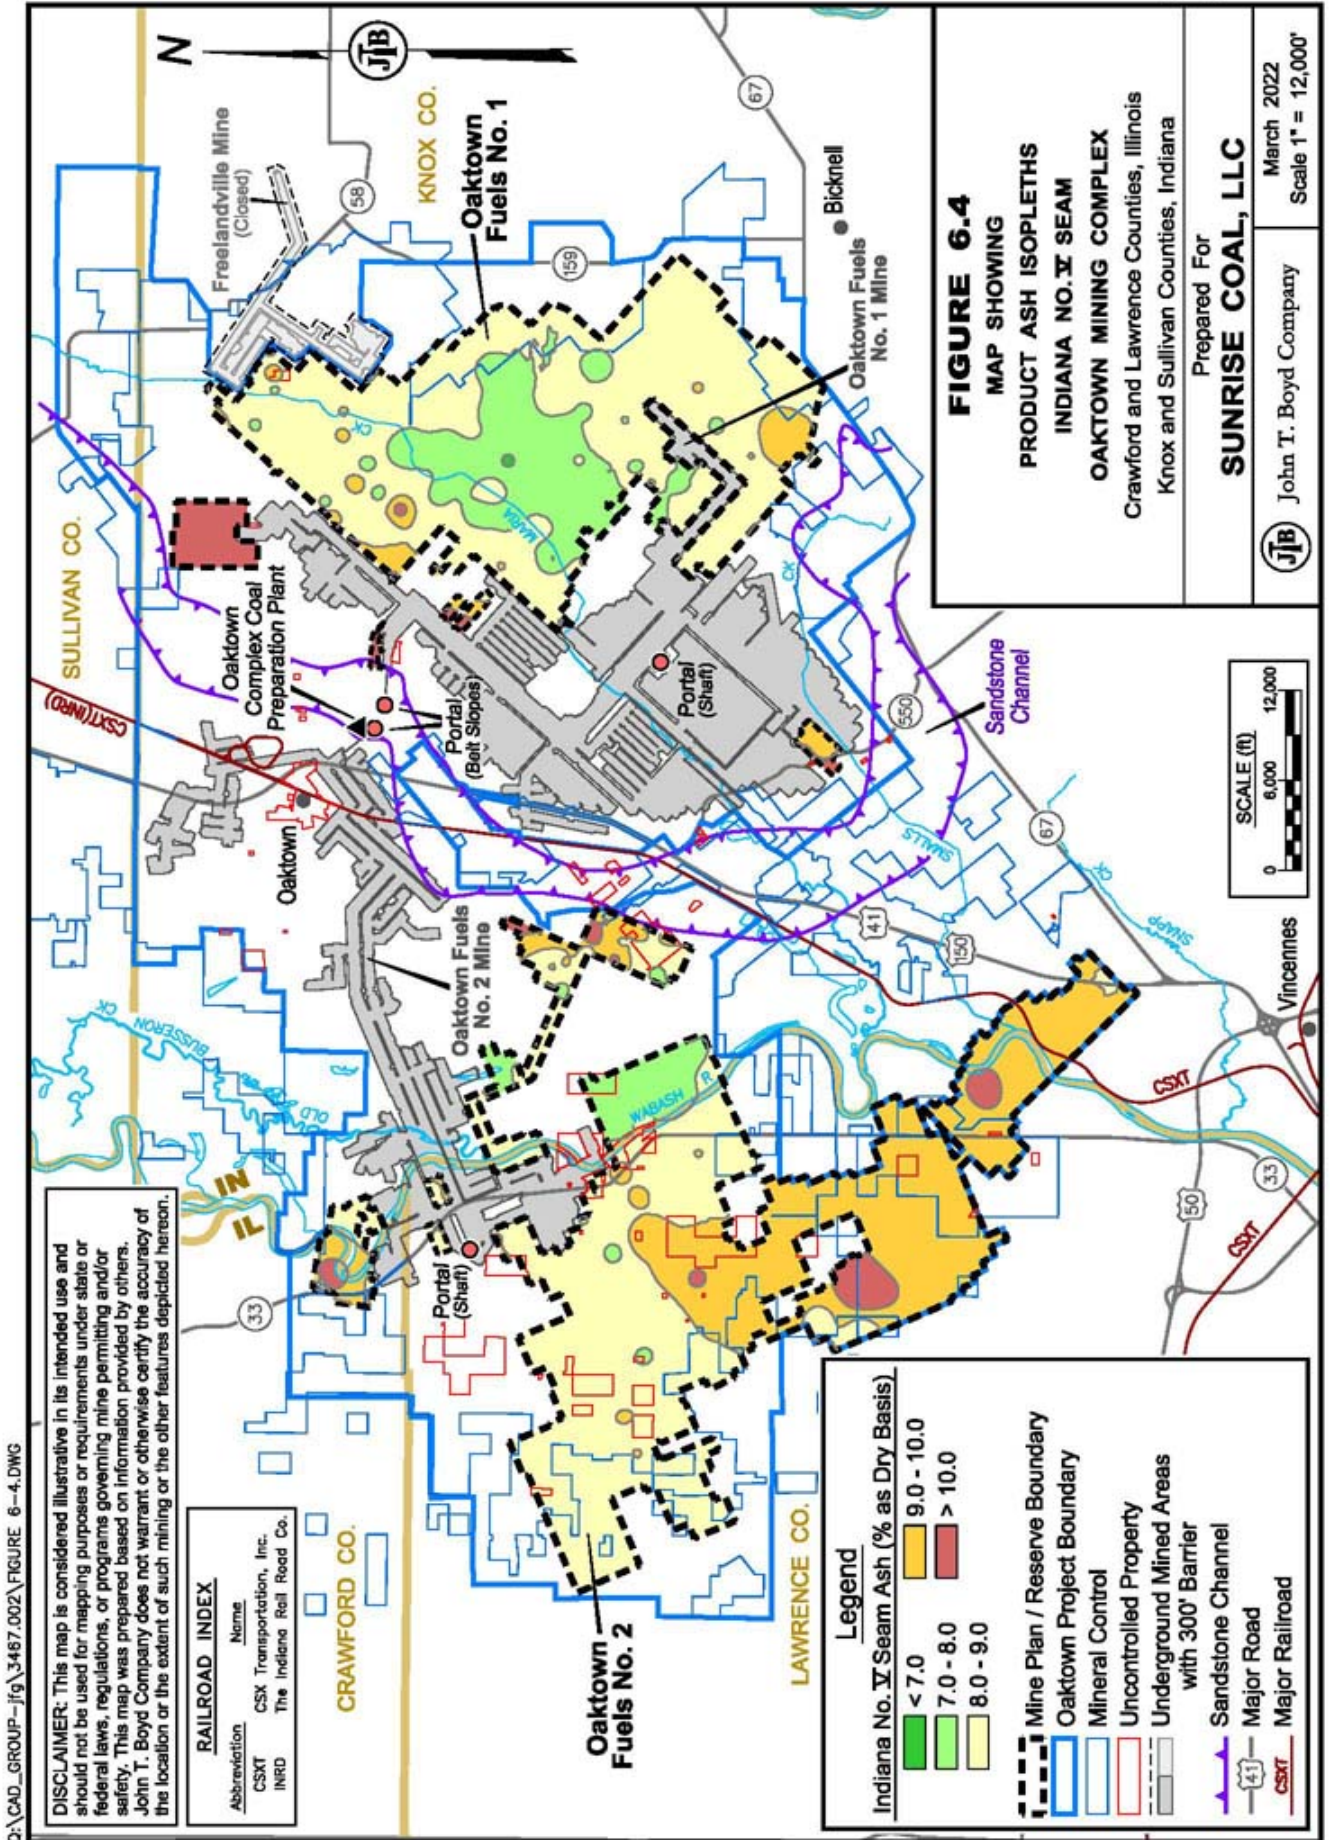 Q:\CAD_GROUP-jfg\3467.002\FIGURE 6-4.DWG
DISCLAIMER: This map is considered illustrative in its intended use and
should not be used for mapping purposes or requirements under state or
federal laws, regulations, or programs governing mine permitting and/or
safety. This map was prepared based on information provided by others.
John T. Boyd Company does not warrant or otherwise certify the accuracy of
the location or the extent of such mining or the other features depicted hereon.
RAILROAD INDEX
Abbreviation Name
CSXT CSX Transportation, Inc.
INRD The Indiana Rail Road Co.
CRAWFORD CO.
LAWRENCE CO.
SULLIVAN CO.
KNOX CO.
N
JTB
IN
IL
33
Portal
(Shaft)
Oaktown
Fuels No. 2
OLD
BUSSERON
CK
WABASH R
Oaktown Fuels
No. 2 Mine
Oaktown
CSXT(INRD)
Oaktown
Complex Coal
Preparation Plant
Portal
(Belt Slopes)
Portal
(Shaft)
Freelandville Mine
(Closed)
58
Oaktown
Fuels No. 1
159
67
Bicknell
Oaktown Fuels
No. 1 Mine
CK
MARIA
CK
SMALLS
550
Sandstone
Channel
67
41
150
SNAPP
CK
Vincennes
CSXT
50
33
CSXT
Legend
Indiana No. V Seam Ash (% as Dry Basis)
< 7.0
7.0 - 8.0
8.0 - 9.0
9.0 - 10.0
> 10.0
Mine Plan / Reserve Boundary
Oaktown Project Boundary
Mineral Control
Uncontrolled Property
Underground Mined Areas
with 300' Barrier
Sandstone Channel
41 Major Road
CSXT Major Railroad
SCALE (ft)
0 6,000 12,000
FIGURE 6.4
MAP SHOWING
PRODUCT ASH ISOPLETHS
INDIANA NO. V SEAM
OAKTOWN MINING COMPLEX
Crawford and Lawrence Counties, Illinois
Knox and Sullivan Counties, Indiana
Prepared For
SUNRISE COAL, LLC
JTB John T. Boyd Company
March 2022
Scale 1" = 12,000'